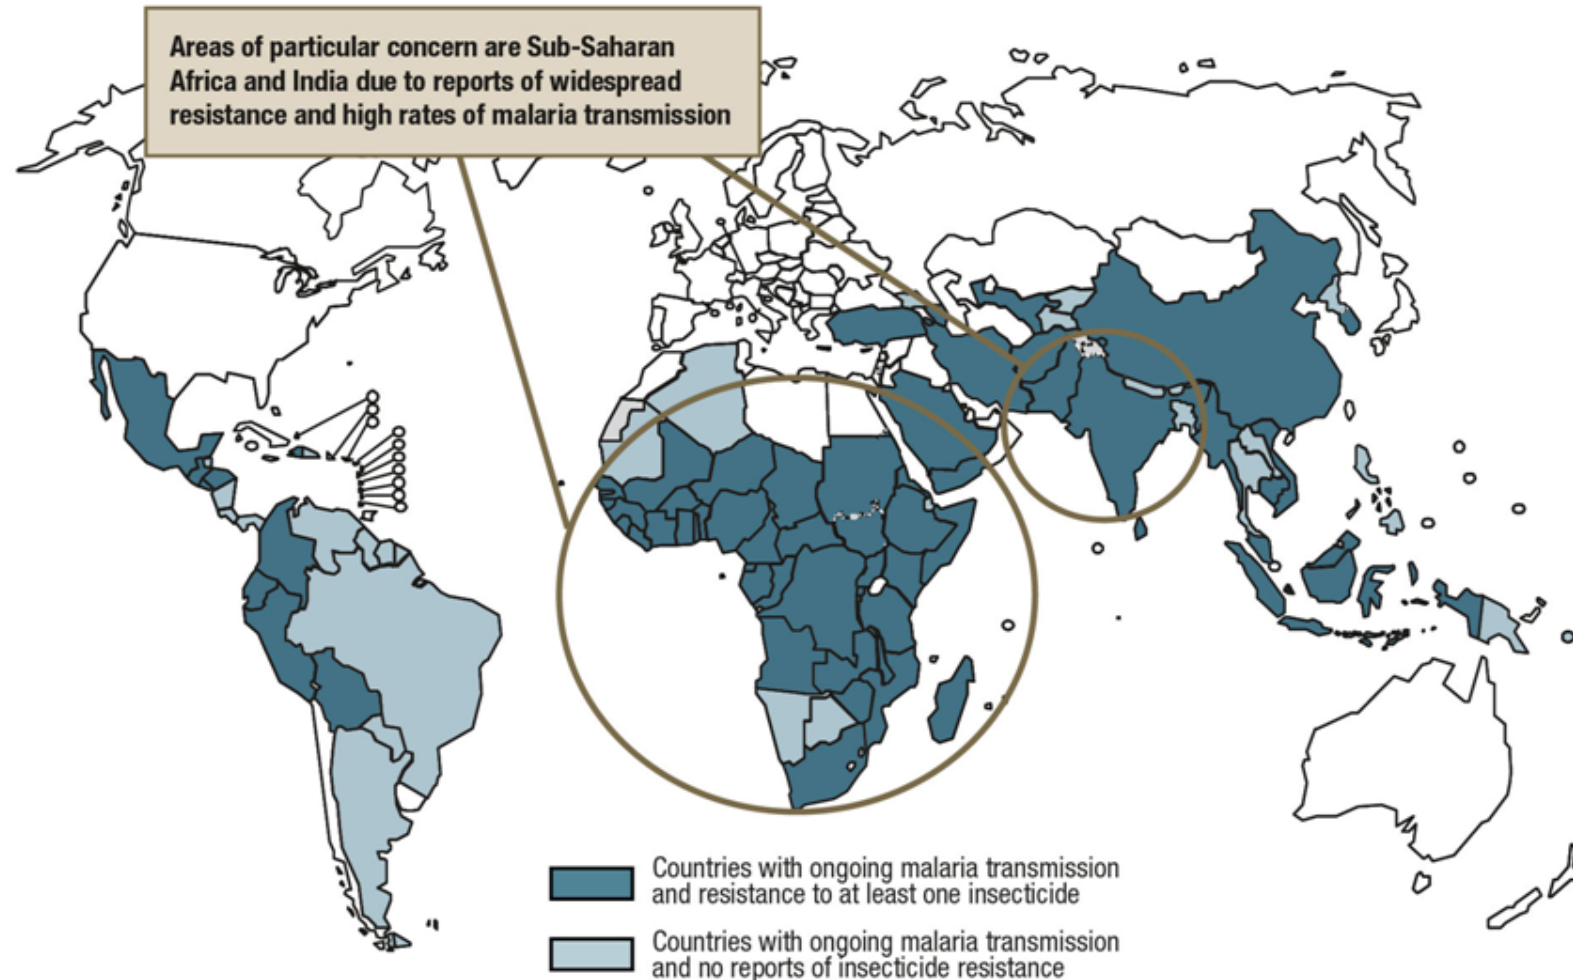 Areas of particular concern are Sub-Saharan
Africa and India due to reports of widespread
resistance and high rates of malaria transmission
Countries with ongoing malaria transmission
and resistance to at least one insecticide
Countries with ongoing malaria transmission
and no reports of insecticide resistance